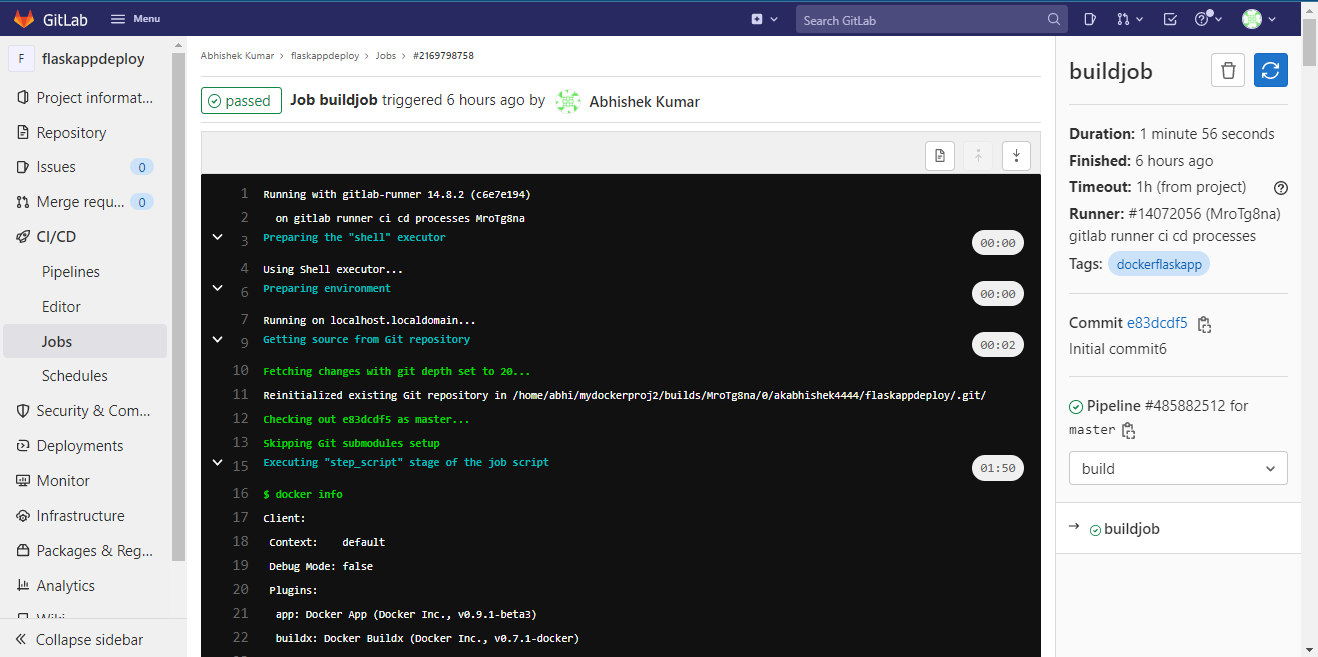 GitLab
Menu
Search GitLab
F flaskappdeploy
Project informat...
Repository
Issues 0
Merge requ... 0
CI/CD
Pipelines
Editor
Jobs
Schedules
Security & Com...
Deployments
Monitor
Infrastructure
Packages & Reg...
Analytics
Wiki
Collapse sidebar
Abhishek Kumar > flaskappdeploy > Jobs > #2169798758
passed Job buildjob triggered 6 hours ago by Abhishek Kumar
1 Running with gitlab-runner 14.8.2 (c6e7e194)
2 on gitlab runner ci cd processes MroTg8na
3 Preparing the "shell" executor 00:00
4 Using Shell executor...
6 Preparing environment 00:00
7 Running on localhost.localdomain...
9 Getting source from Git repository 00:02
10 Fetching changes with git depth set to 20...
11 Reinitialized existing Git repository in /home/abhi/mydockerproj2/builds/MroTg8na/0/akabhishek4444/flaskappdeploy/.git/
12 Checking out e83dcdf5 as master...
13 Skipping Git submodules setup
15 Executing "step_script" stage of the job script 01:50
16 $ docker info
17 Client:
18 Context: default
19 Debug Mode: false
20 Plugins:
21 app: Docker App (Docker Inc., v0.9.1-beta3)
22 buildx: Docker Buildx (Docker Inc., v0.7.1-docker)
buildjob
Duration: 1 minute 56 seconds
Finished: 6 hours ago
Timeout: 1h (from project)
Runner: #14072056 (MroTg8na)
gitlab runner ci cd processes
Tags: dockerflaskapp
Commit e83dcdf5
Initial commit6
Pipeline #485882512 for
master
build
→ buildjob